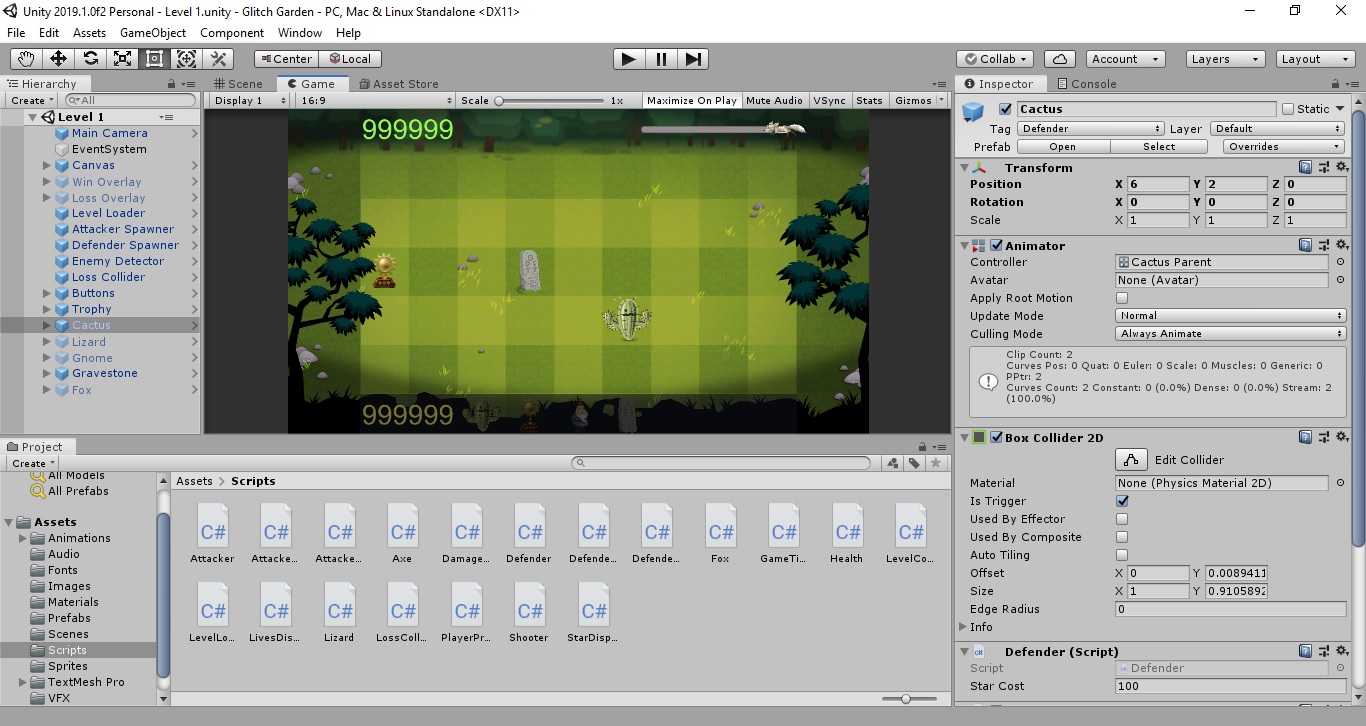 Unity 2019.1.0f2 Personal - Level 1.unity - Glitch Garden - PC, Mac & Linux Standalone <DX11>
File Edit Assets GameObject Component Window Help
Center Local
Collab Account Layers Layout
Hierarchy
Create All
Level 1
Main Camera
EventSystem
Canvas
Win Overlay
Loss Overlay
Level Loader
Attacker Spawner
Defender Spawner
Enemy Detector
Loss Collider
Buttons
Trophy
Cactus
Lizard
Gnome
Gravestone
Fox
Scene Game Asset Store
Display 1 16:9 Scale 1x Maximize On Play Mute Audio VSync Stats Gizmos
999999
999999
Inspector Console
Cactus Static
Tag Defender Layer Default
Prefab Open Select Overrides
Transform
Position X 6 Y 2 Z 0
Rotation X 0 Y 0 Z 0
Scale X 1 Y 1 Z 1
Animator
Controller Cactus Parent
Avatar None (Avatar)
Apply Root Motion
Update Mode Normal
Culling Mode Always Animate
Clip Count: 2
Curves Pos: 0 Quat: 0 Euler: 0 Scale: 0 Muscles: 0 Generic: 0
PPtr: 2
Curves Count: 2 Constant: 0 (0.0%) Dense: 0 (0.0%) Stream: 2
(100.0%)
Box Collider 2D
Edit Collider
Material None (Physics Material 2D)
Is Trigger
Used By Effector
Used By Composite
Auto Tiling
Offset X 0 Y 0.0089411
Size X 1 Y 0.9105892
Edge Radius 0
Info
Defender (Script)
Script Defender
Star Cost 100
Project
Create
All Models
All Prefabs
Assets
Animations
Audio
Fonts
Images
Materials
Prefabs
Scenes
Scripts
Sprites
TextMesh Pro
VFX
Assets > Scripts
C# C# C# C# C# C# C# C# C# C# C# C#
Attacker Attacke... Attacke... Axe Damage... Defender Defende... Defende... Fox GameTi... Health LevelCo...
C# C# C# C# C# C# C#
LevelLo... LivesDis... Lizard LossColl... PlayerPr... Shooter StarDisp...